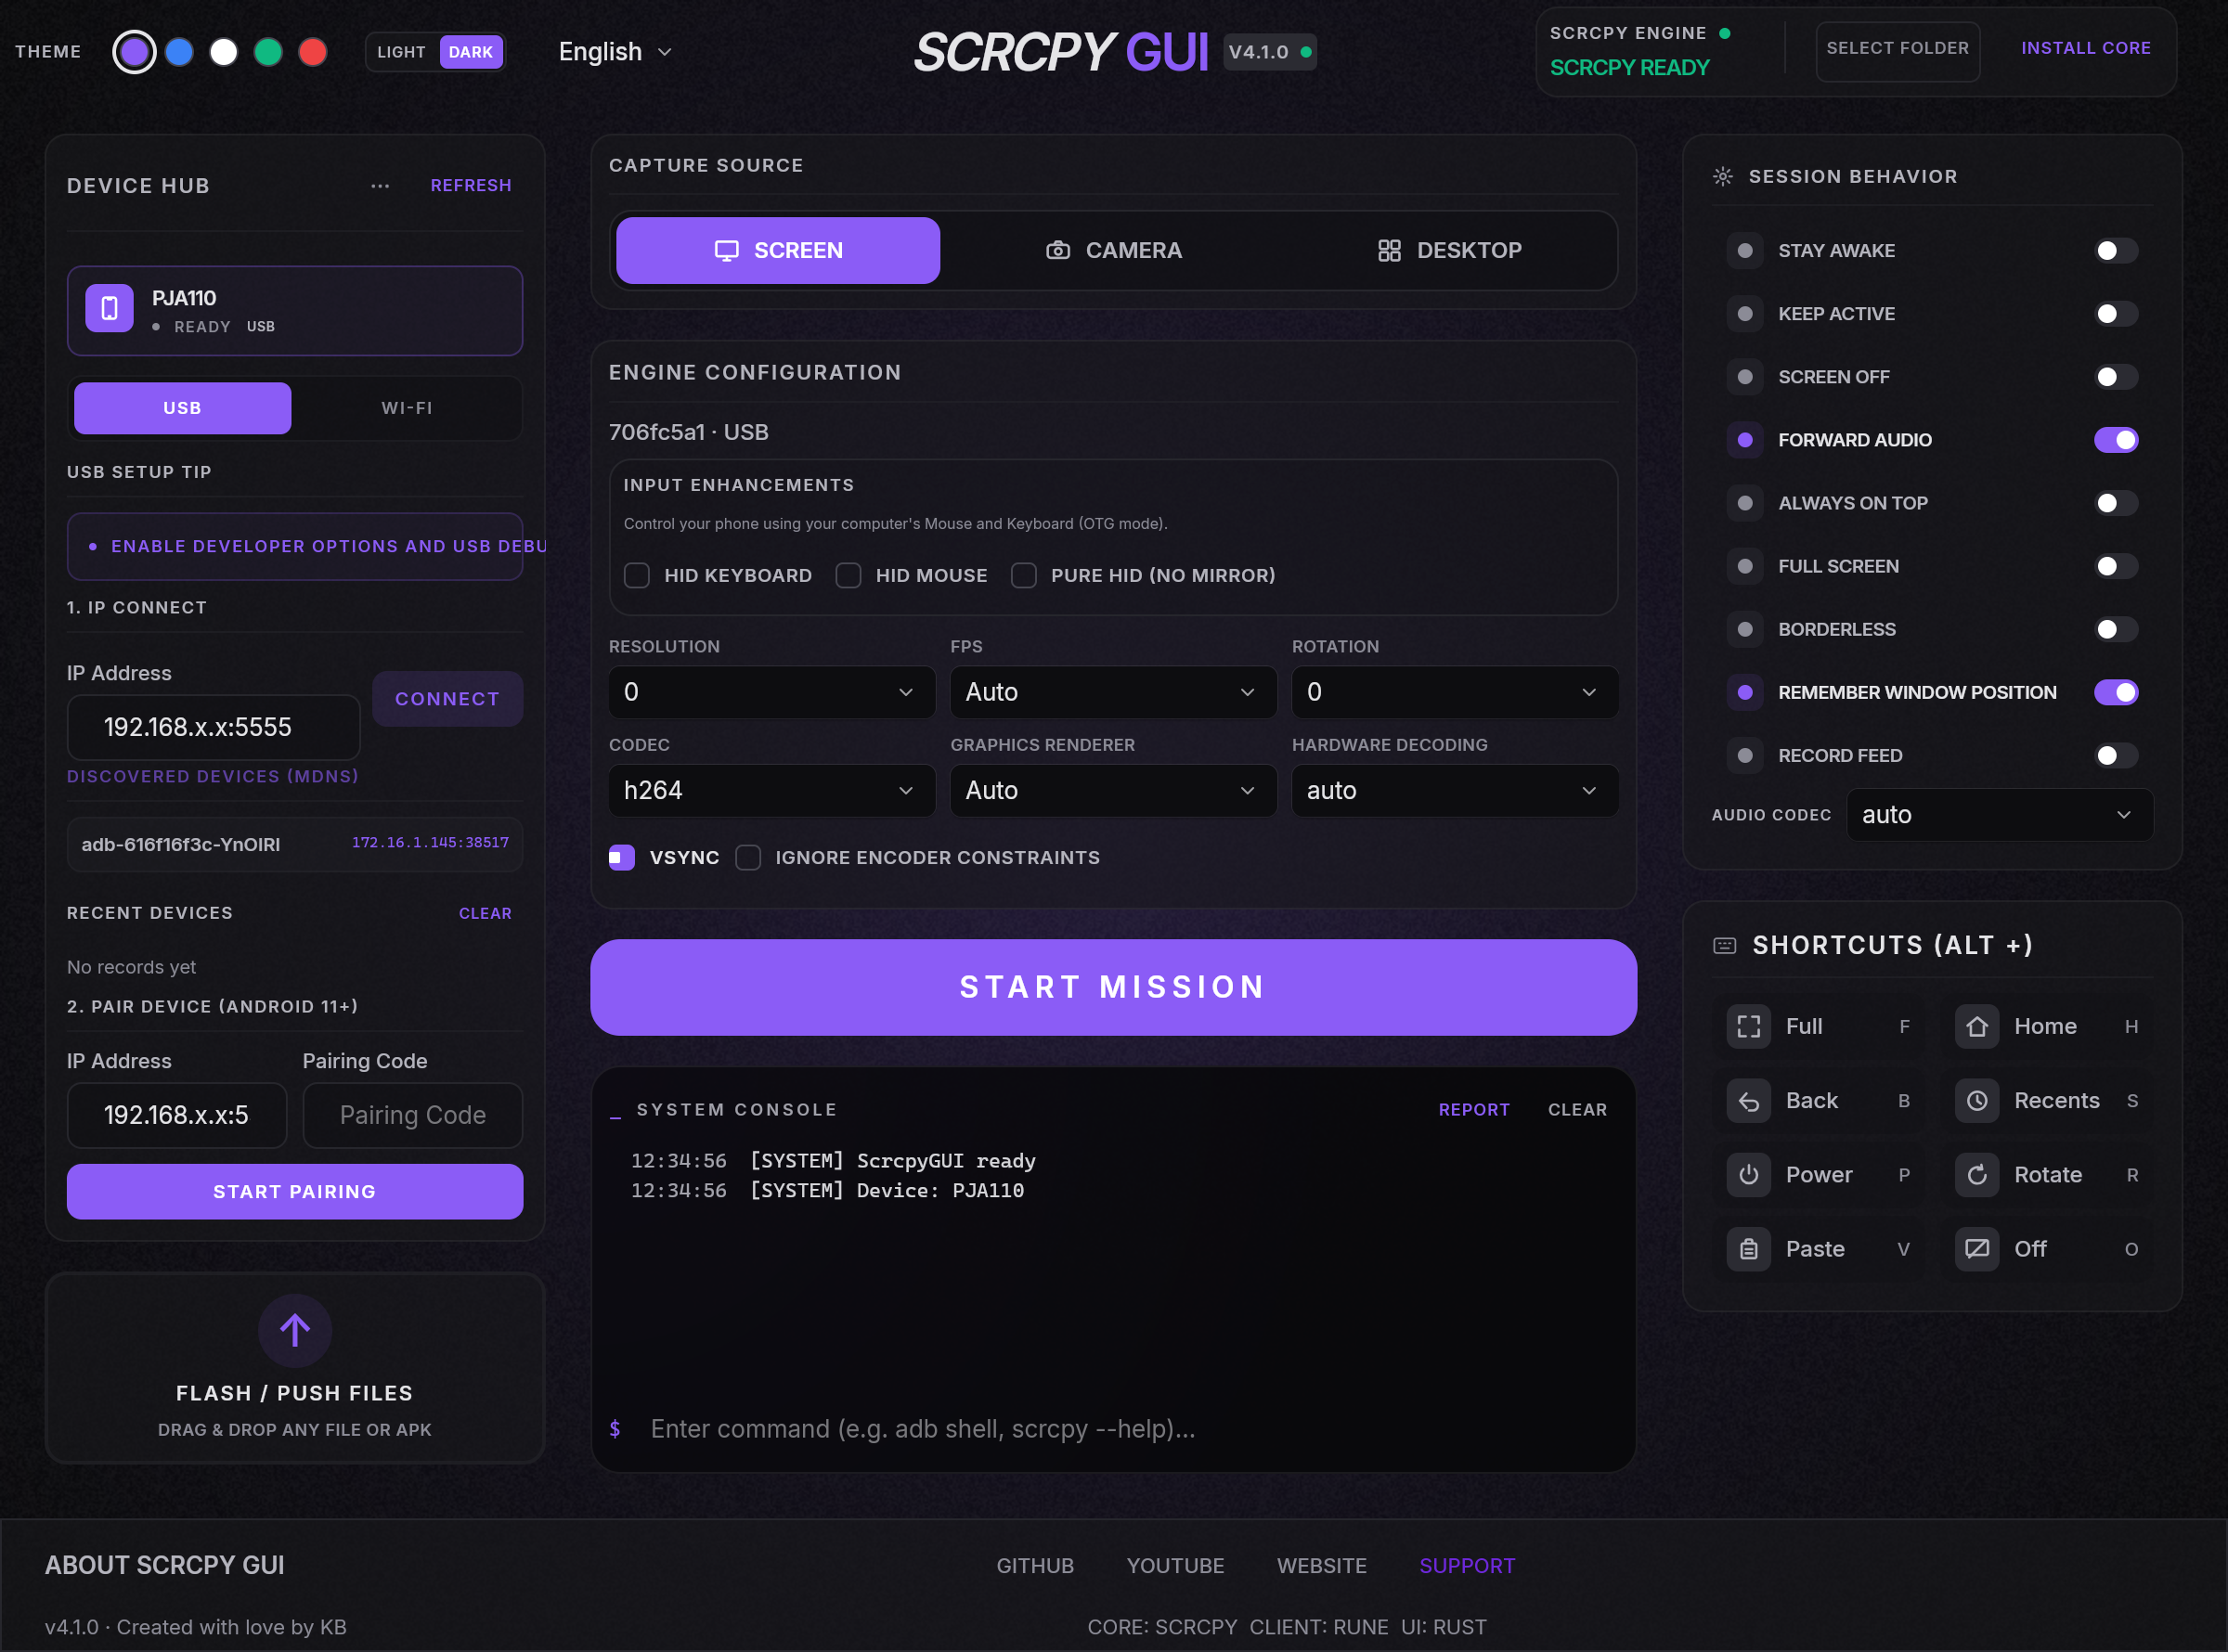 THEME
LIGHT DARK
English
SCRCPY GUI V4.1.0
SCRCPY ENGINE
SCRCPY READY
SELECT FOLDER
INSTALL CORE
DEVICE HUB
REFRESH
PJA110
READY USB
USB WI-FI
USB SETUP TIP
ENABLE DEVELOPER OPTIONS AND USB DEBU
1. IP CONNECT
IP Address
192.168.x.x:5555
CONNECT
DISCOVERED DEVICES (MDNS)
adb-616f16f3c-YnOIRI 172.16.1.145:38517
RECENT DEVICES CLEAR
No records yet
2. PAIR DEVICE (ANDROID 11+)
IP Address Pairing Code
192.168.x.x:5 Pairing Code
START PAIRING
FLASH / PUSH FILES
DRAG & DROP ANY FILE OR APK
CAPTURE SOURCE
SCREEN CAMERA DESKTOP
ENGINE CONFIGURATION
706fc5a1 · USB
INPUT ENHANCEMENTS
Control your phone using your computer's Mouse and Keyboard (OTG mode).
HID KEYBOARD HID MOUSE PURE HID (NO MIRROR)
RESOLUTION FPS ROTATION
0 Auto 0
CODEC GRAPHICS RENDERER HARDWARE DECODING
h264 Auto auto
VSYNC IGNORE ENCODER CONSTRAINTS
START MISSION
_ SYSTEM CONSOLE REPORT CLEAR
12:34:56 [SYSTEM] ScrcpyGUI ready
12:34:56 [SYSTEM] Device: PJA110
$ Enter command (e.g. adb shell, scrcpy --help)...
SESSION BEHAVIOR
STAY AWAKE
KEEP ACTIVE
SCREEN OFF
FORWARD AUDIO
ALWAYS ON TOP
FULL SCREEN
BORDERLESS
REMEMBER WINDOW POSITION
RECORD FEED
AUDIO CODEC auto
SHORTCUTS (ALT +)
Full F Home H
Back B Recents S
Power P Rotate R
Paste V Off O
ABOUT SCRCPY GUI
GITHUB YOUTUBE WEBSITE SUPPORT
v4.1.0 · Created with love by KB
CORE: SCRCPY CLIENT: RUNE UI: RUST